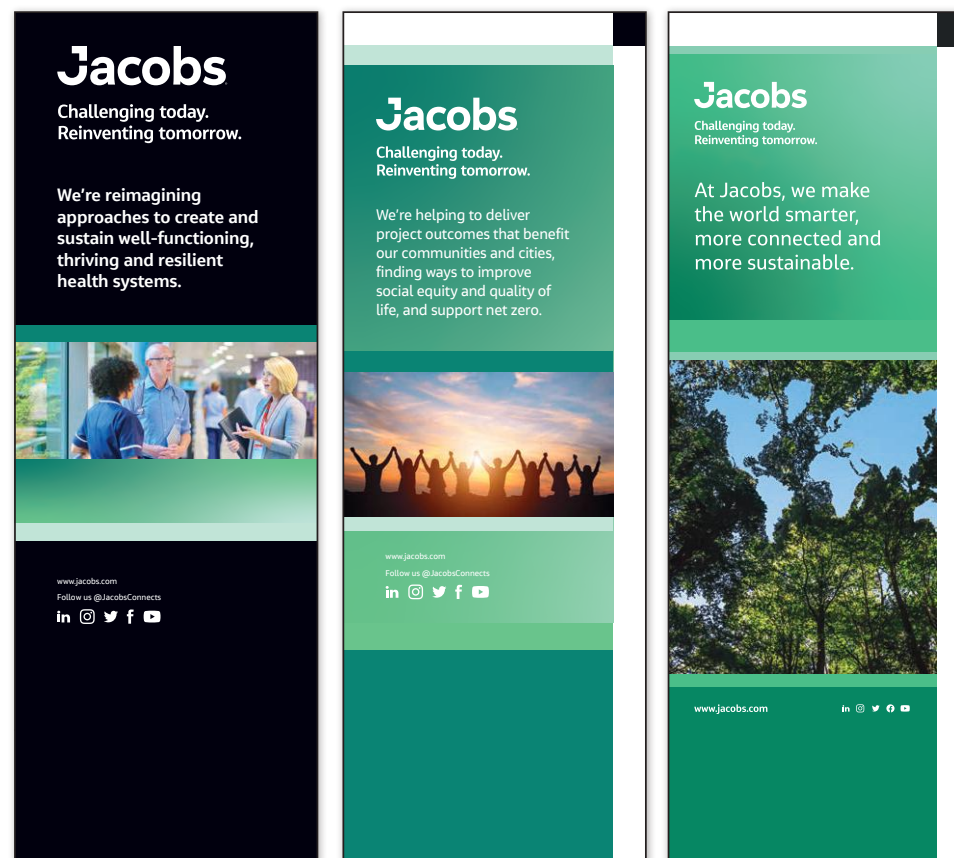 Jacobs
Challenging today.
Reinventing tomorrow.
We're reimagining
approaches to create and
sustain well-functioning,
thriving and resilient
health systems.
www.jacobs.com
Follow us @JacobsConnects
Jacobs
Challenging today.
Reinventing tomorrow.
We're helping to deliver
project outcomes that benefit
our communities and cities,
finding ways to improve
social equity and quality of
life, and support net zero.
www.jacobs.com
Follow us @JacobsConnects
Jacobs
Challenging today.
Reinventing tomorrow.
At Jacobs, we make
the world smarter,
more connected and
more sustainable.
www.jacobs.com